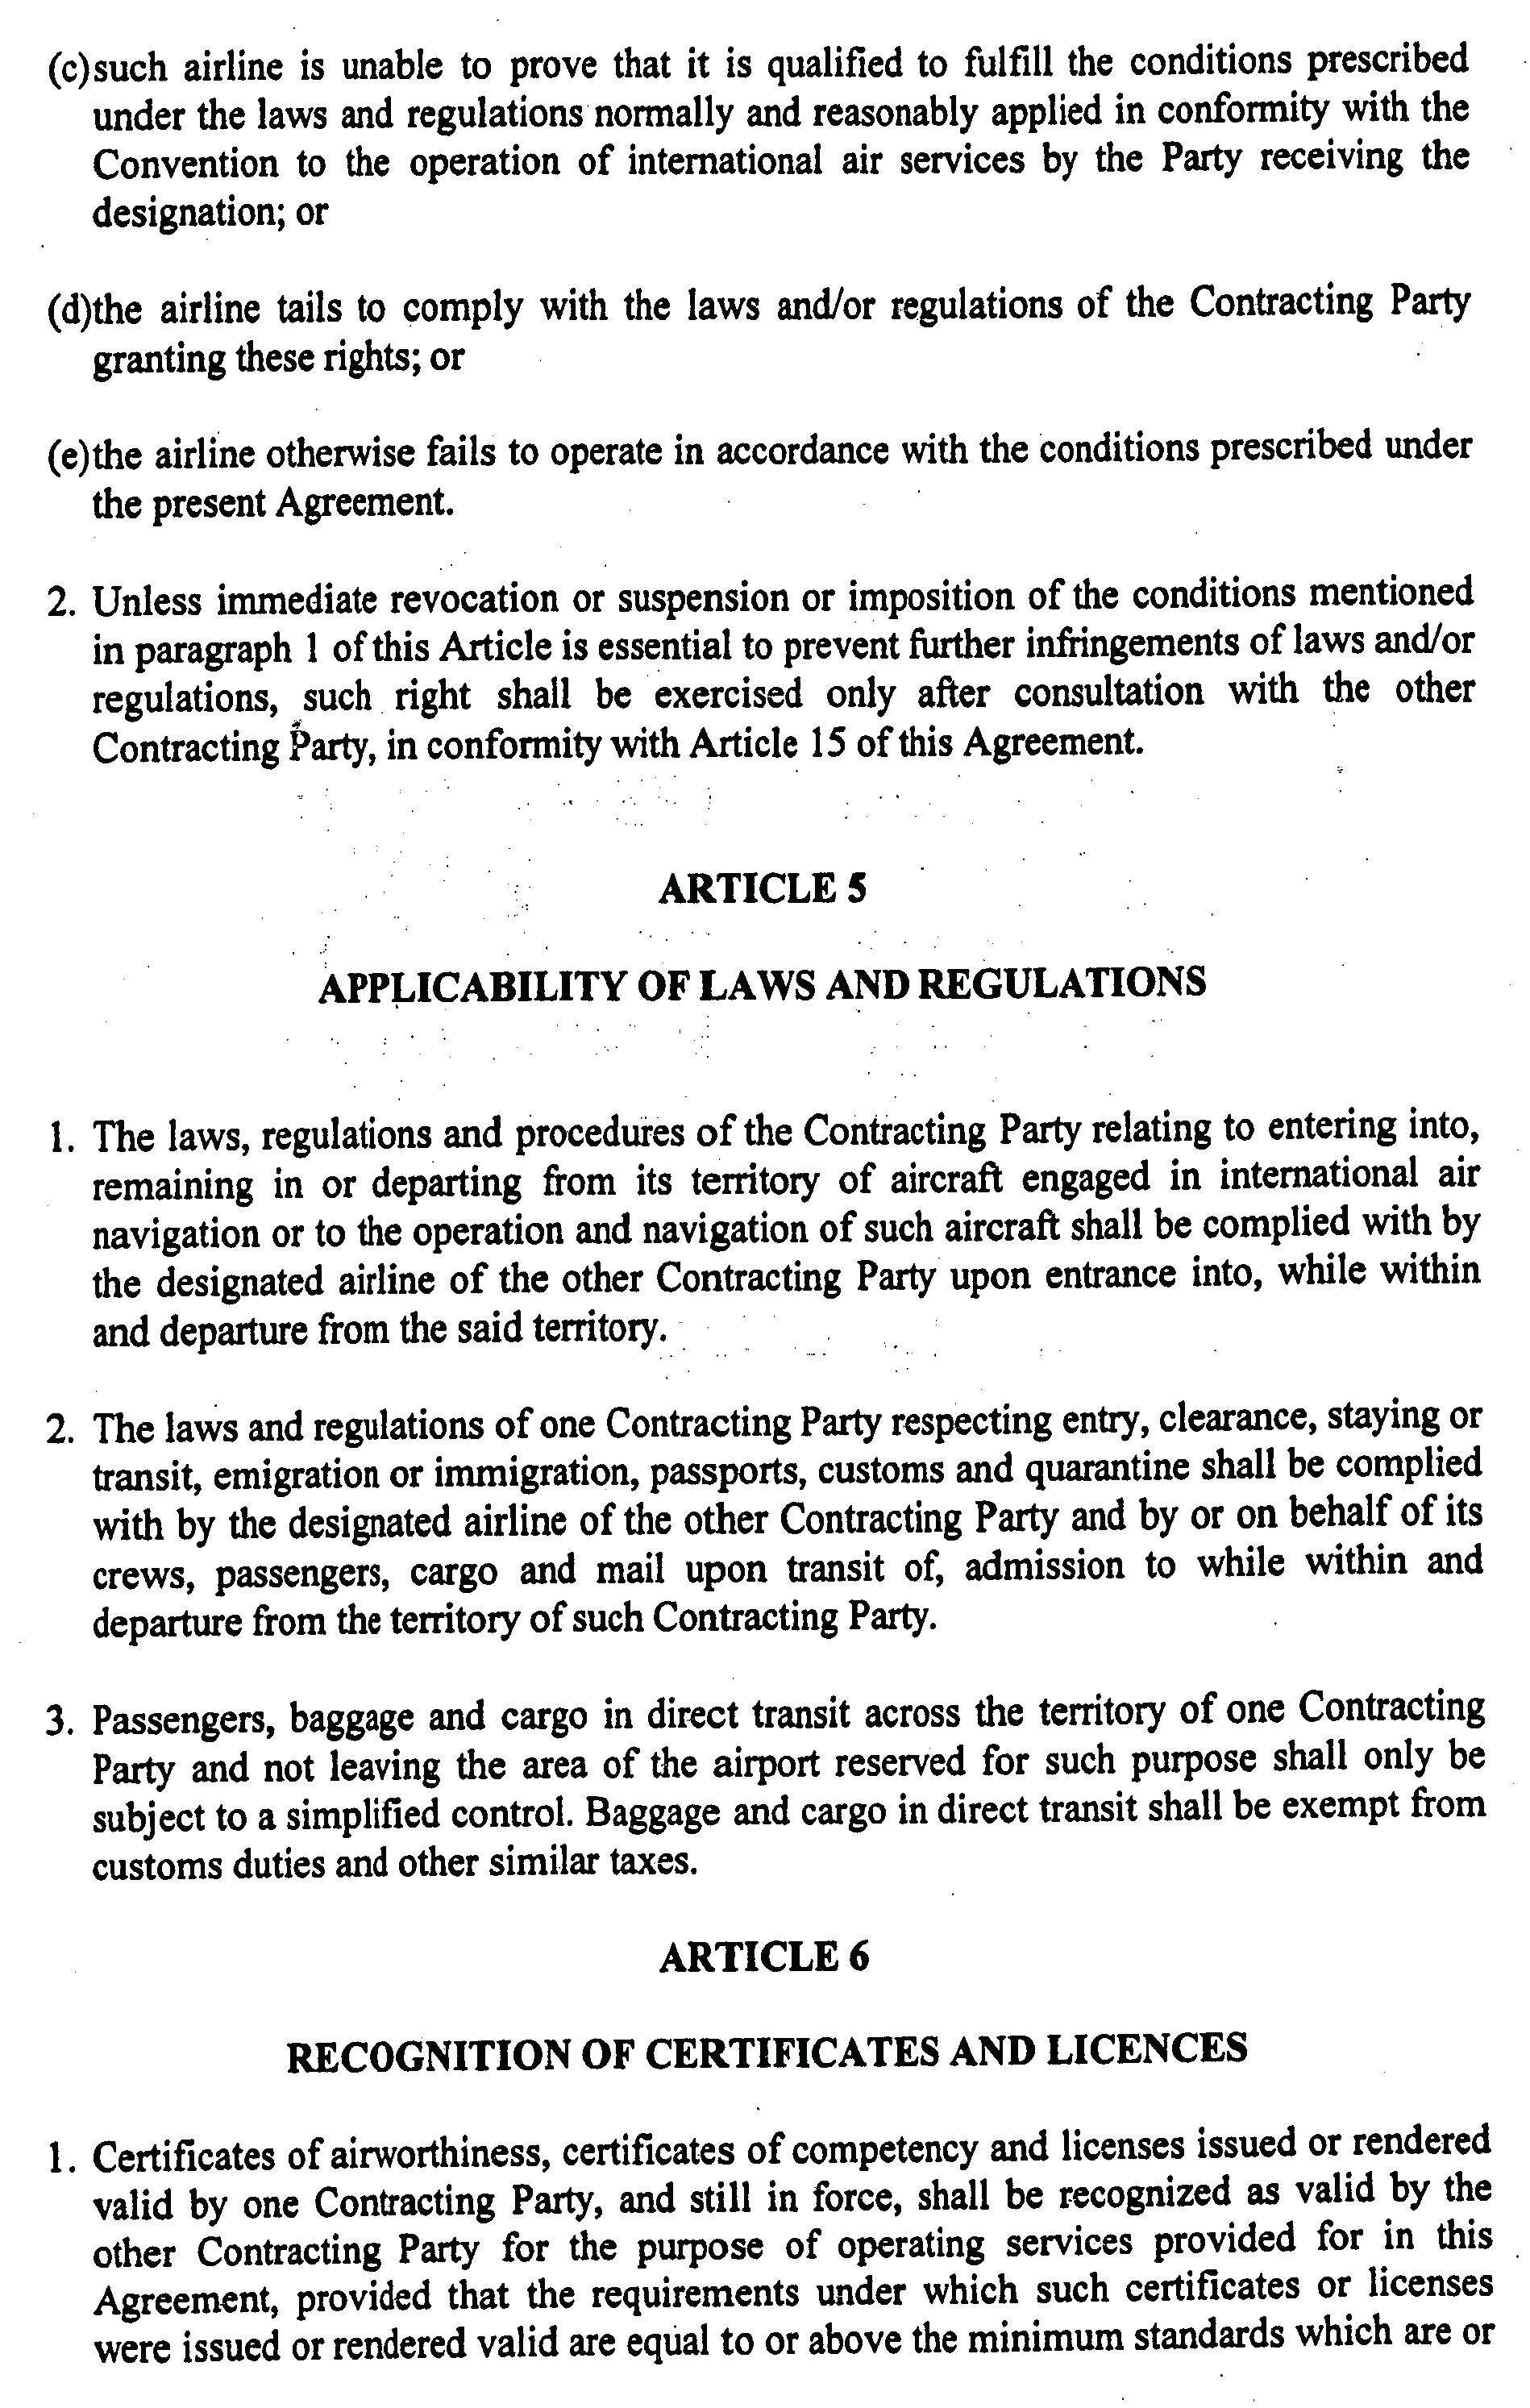 (c)such airline is unable to prove that it is qualified to fulfill the conditions prescribed
under the laws and regulations normally and reasonably applied in conformity with the
Convention to the operation of international air services by the Party receiving the
designation; or
(d)the airline tails to comply with the laws and/or regulations of the Contracting Party
granting these rights; or
(e)the airline otherwise fails to operate in accordance with the conditions prescribed under
the present Agreement.
2. Unless immediate revocation or suspension or imposition of the conditions mentioned
in paragraph 1 of this Article is essential to prevent further infringements of laws and/or
regulations, such right shall be exercised only after consultation with the other
Contracting Party, in conformity with Article 15 of this Agreement.
ARTICLE 5
APPLICABILITY OF LAWS AND REGULATIONS
1. The laws, regulations and procedures of the Contracting Party relating to entering into,
remaining in or departing from its territory of aircraft engaged in international air
navigation or to the operation and navigation of such aircraft shall be complied with by
the designated airline of the other Contracting Party upon entrance into, while within
and departure from the said territory.
2. The laws and regulations of one Contracting Party respecting entry, clearance, staying or
transit, emigration or immigration, passports, customs and quarantine shall be complied
with by the designated airline of the other Contracting Party and by or on behalf of its
crews, passengers, cargo and mail upon transit of, admission to while within and
departure from the territory of such Contracting Party.
3. Passengers, baggage and cargo in direct transit across the territory of one Contracting
Party and not leaving the area of the airport reserved for such purpose shall only be
subject to a simplified control. Baggage and cargo in direct transit shall be exempt from
customs duties and other similar taxes.
ARTICLE 6
RECOGNITION OF CERTIFICATES AND LICENCES
1. Certificates of airworthiness, certificates of competency and licenses issued or rendered
valid by one Contracting Party, and still in force, shall be recognized as valid by the
other Contracting Party for the purpose of operating services provided for in this
Agreement, provided that the requirements under which such certificates or licenses
were issued or rendered valid are equal to or above the minimum standards which are or